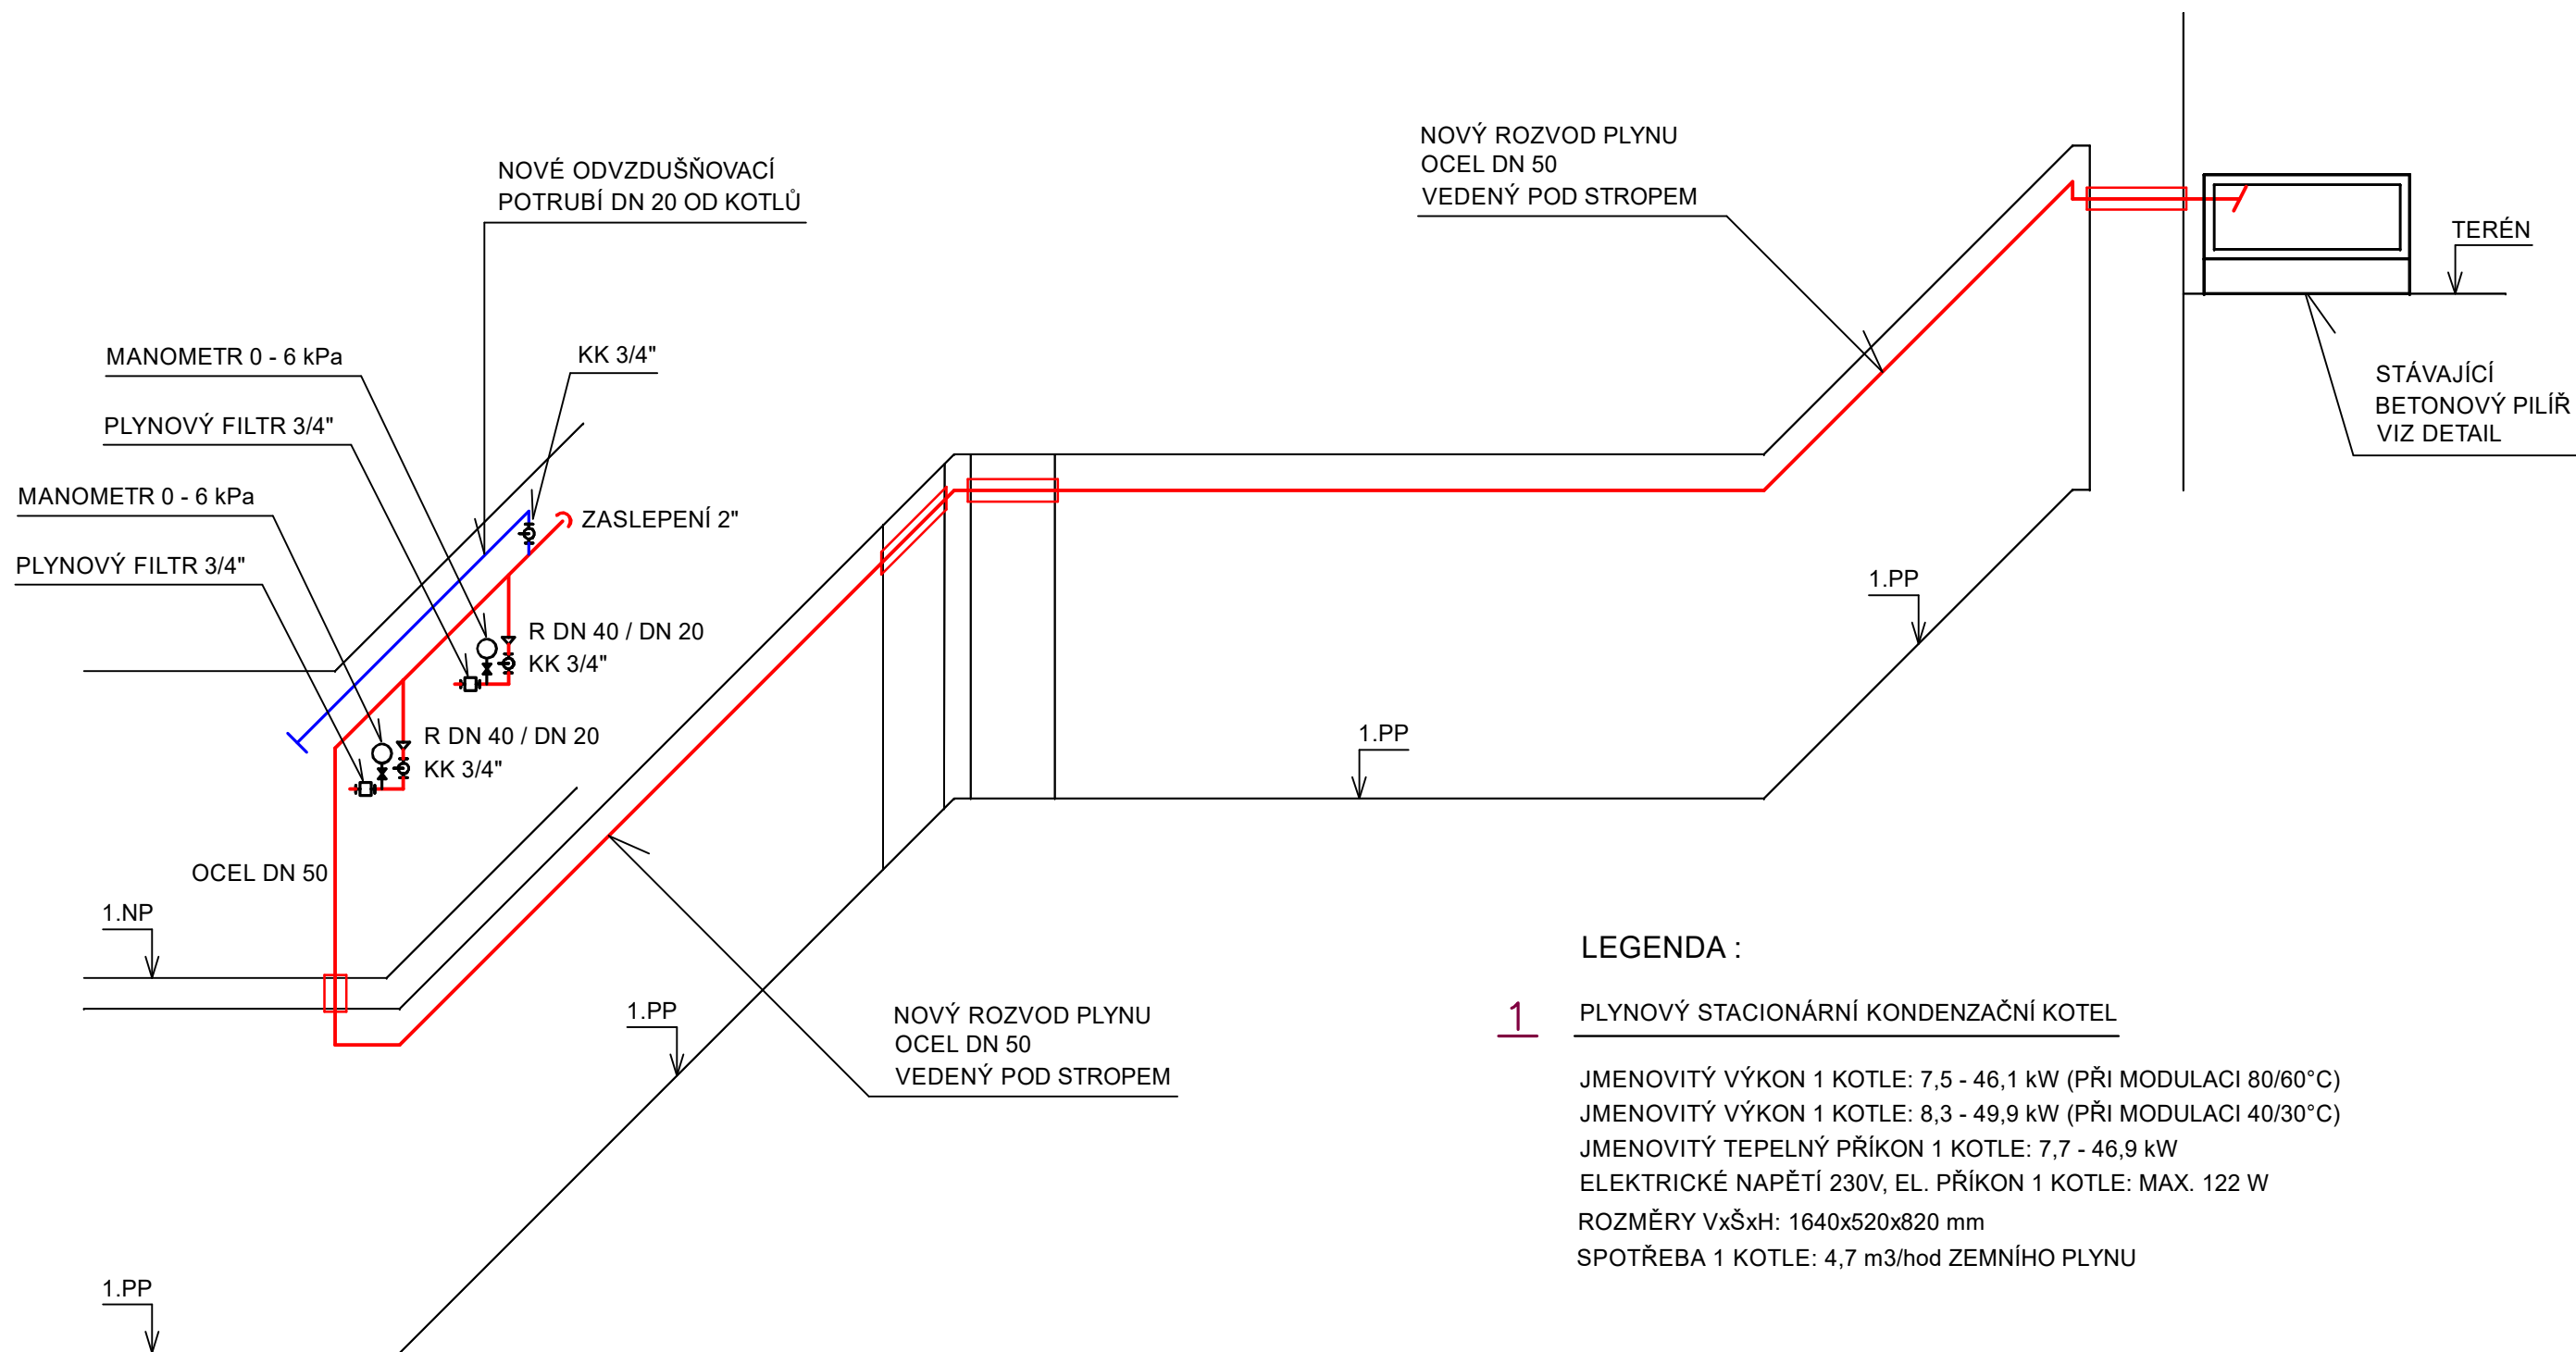 NOVÝ ROZVOD PLYNU
OCEL DN 50
VEDENÝ POD STROPEM
NOVÉ ODVZDUŠŇOVACÍ
POTRUBÍ DN 20 OD KOTLŮ
TERÉN
MANOMETR 0 - 6 kPa
KK 3/4"
STÁVAJÍCÍ
BETONOVÝ PILÍŘ
VIZ DETAIL
PLYNOVÝ FILTR 3/4"
MANOMETR 0 - 6 kPa
ZASLEPENÍ 2"
PLYNOVÝ FILTR 3/4"
1.PP
R DN 40 / DN 20
KK 3/4"
R DN 40 / DN 20
KK 3/4"
1.PP
OCEL DN 50
1.NP
1.PP
NOVÝ ROZVOD PLYNU
OCEL DN 50
VEDENÝ POD STROPEM
1.PP
LEGENDA :
1 PLYNOVÝ STACIONÁRNÍ KONDENZAČNÍ KOTEL
JMENOVITÝ VÝKON 1 KOTLE: 7,5 - 46,1 kW (PŘI MODULACI 80/60°C)
JMENOVITÝ VÝKON 1 KOTLE: 8,3 - 49,9 kW (PŘI MODULACI 40/30°C)
JMENOVITÝ TEPELNÝ PŘÍKON 1 KOTLE: 7,7 - 46,9 kW
ELEKTRICKÉ NAPĚTÍ 230V, EL. PŘÍKON 1 KOTLE: MAX. 122 W
ROZMĚRY VxŠxH: 1640x520x820 mm
SPOTŘEBA 1 KOTLE: 4,7 m3/hod ZEMNÍHO PLYNU